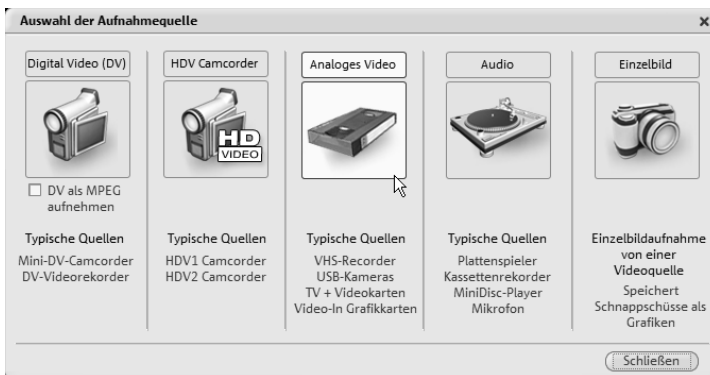 Auswahl der Aufnahmequelle
Digital Video (DV)
DV als MPEG
aufnehmen
Typische Quellen
Mini-DV-Camcorder
DV-Videorekorder
HDV Camcorder
HD
VIDEO
Typische Quellen
HDV1 Camcorder
HDV2 Camcorder
Analoges Video
Typische Quellen
VHS-Recorder
USB-Kameras
TV + Videokarten
Video-In Grafikkarten
Audio
Typische Quellen
Plattenspieler
Kassettenrekorder
MiniDisc-Player
Mikrofon
Einzelbild
Einzelbildaufnahme
von einer
Videoquelle
Speichert
Schnappschüsse als
Grafiken
Schließen